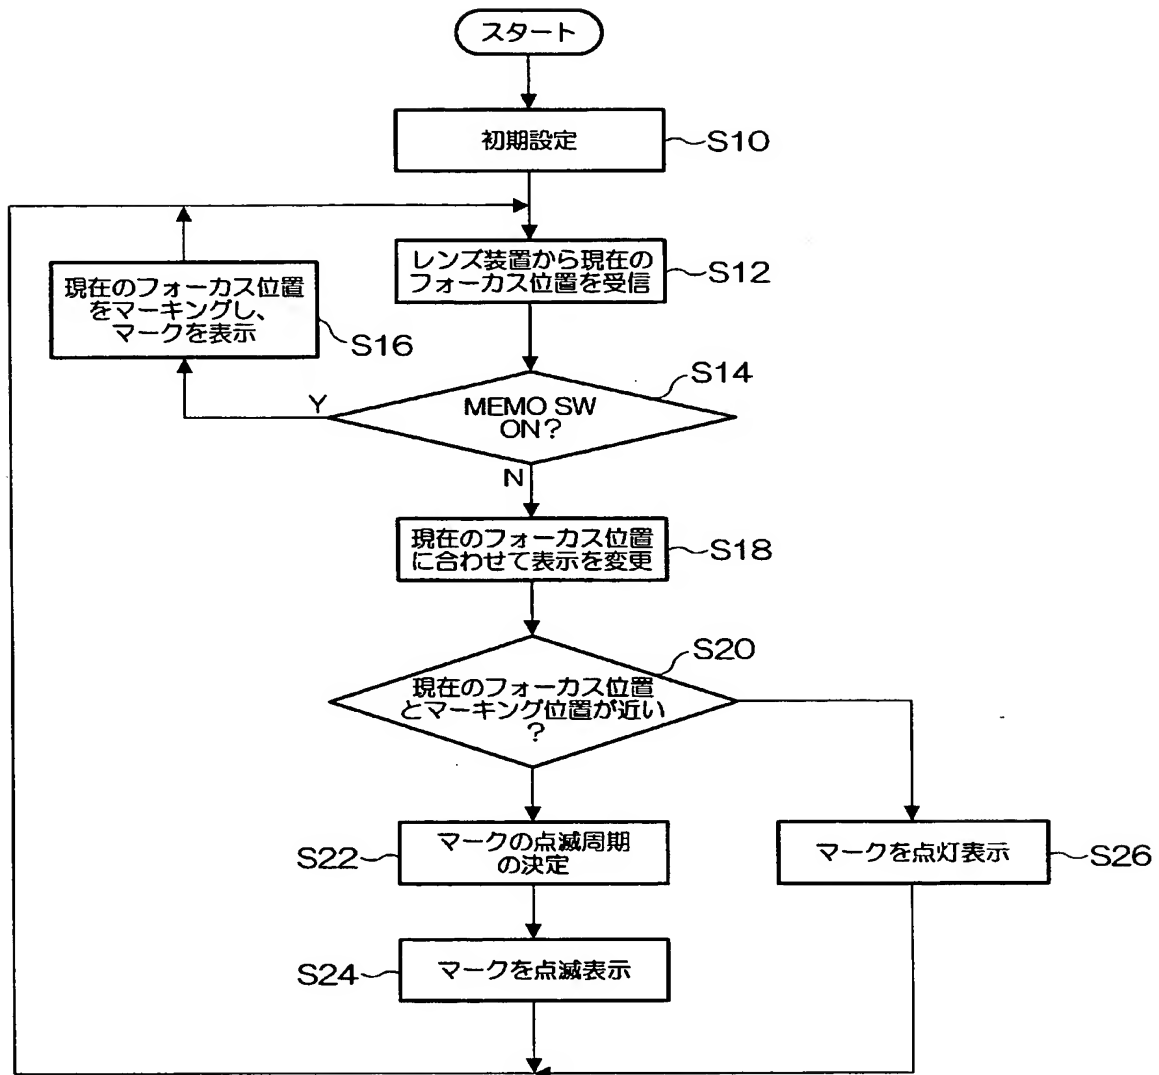 スタート
初期設定
S10
レンズ装置から現在の
フォーカス位置を受信
S12
現在のフォーカス位置
をマーキングし、
マークを表示
S16
S14
MEMO SW
ON?
Y
N
現在のフォーカス位置
に合わせて表示を変更
S18
S20
現在のフォーカス位置
とマーキング位置が近い
?
マークの点滅周期
の決定
S22
マークを点灯表示
S26
マークを点滅表示
S24